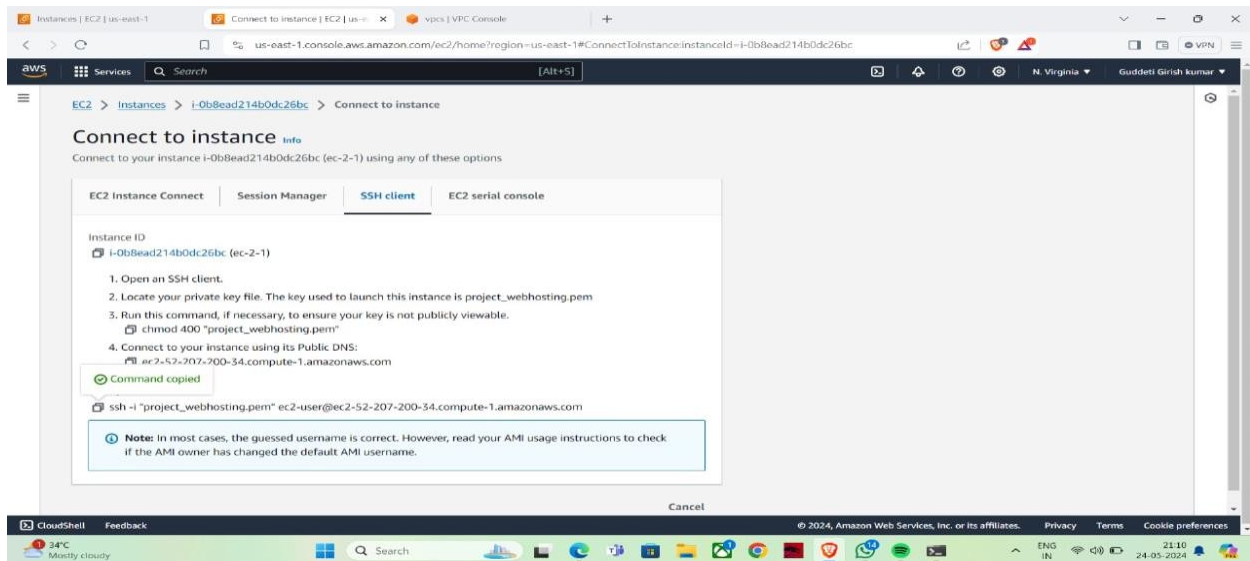 Instances | EC2 | us-east-1
Connect to instance | EC2 | us-e
vpcs | VPC Console
us-east-1.console.aws.amazon.com/ec2/home?region=us-east-1#ConnectToInstance:instanceId=i-0b8ead214b0dc26bc
VPN
aws
Services
Search
[Alt+S]
N. Virginia
Guddeti Girish kumar
EC2 > Instances > i-0b8ead214b0dc26bc > Connect to instance
Connect to instance Info
Connect to your instance i-0b8ead214b0dc26bc (ec-2-1) using any of these options
EC2 Instance Connect
Session Manager
SSH client
EC2 serial console
Instance ID
i-0b8ead214b0dc26bc (ec-2-1)
1. Open an SSH client.
2. Locate your private key file. The key used to launch this instance is project_webhosting.pem
3. Run this command, if necessary, to ensure your key is not publicly viewable.
chmod 400 "project_webhosting.pem"
4. Connect to your instance using its Public DNS:
ec2-52-207-200-34.compute-1.amazonaws.com
Command copied
ssh -i "project_webhosting.pem" ec2-user@ec2-52-207-200-34.compute-1.amazonaws.com
Note: In most cases, the guessed username is correct. However, read your AMI usage instructions to check
if the AMI owner has changed the default AMI username.
Cancel
CloudShell
Feedback
© 2024, Amazon Web Services, Inc. or its affiliates.
Privacy
Terms
Cookie preferences
34°C
Mostly cloudy
Search
ENG
IN
21:10
24-05-2024